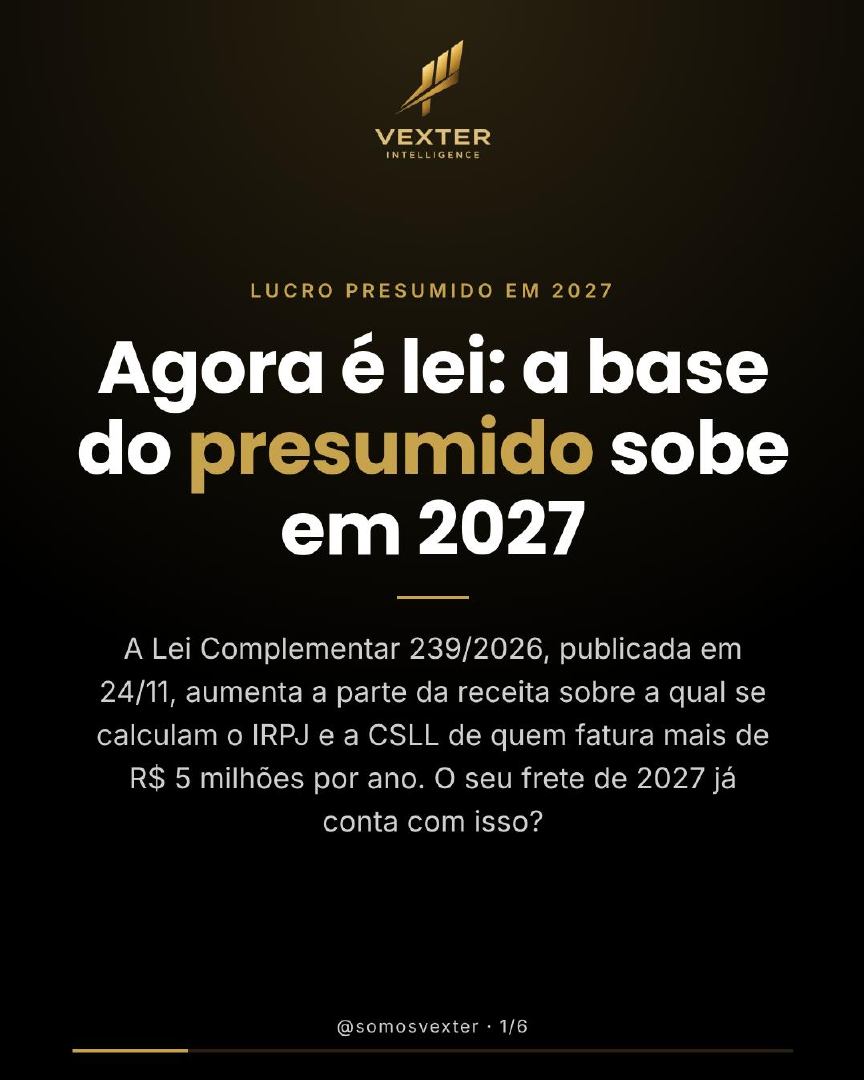 VEXTER
INTELLIGENCE
LUCRO PRESUMIDO EM 2027
Agora é lei: a base
do presumido sobe
em 2027
A Lei Complementar 239/2026, publicada em
24/11, aumenta a parte da receita sobre a qual se
calculam o IRPJ e a CSLL de quem fatura mais de
R$ 5 milhões por ano. O seu frete de 2027 já
conta com isso?
@somosvexter · 1/6